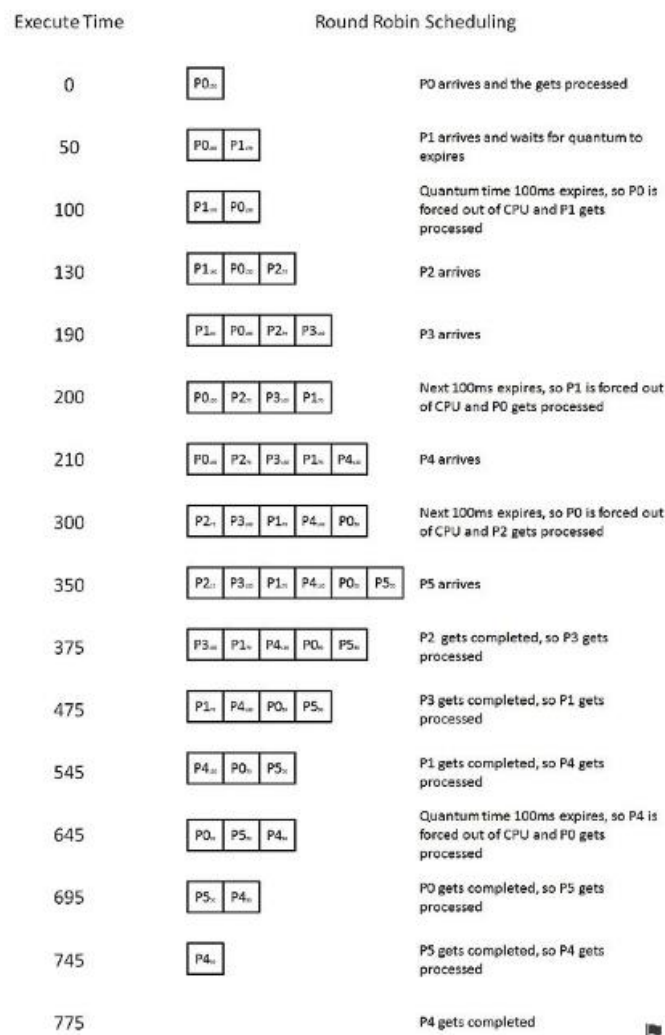 Execute Time Round Robin Scheduling
0 P0 P0 arrives and the gets processed
50 P0 P1 P1 arrives and waits for quantum to
expires
100 P1 P0 Quantum time 100ms expires, so P0 is
forced out of CPU and P1 gets
processed
130 P1 P0 P2 P2 arrives
190 P1 P0 P2 P3 P3 arrives
200 P0 P2 P3 P1 Next 100ms expires, so P1 is forced out
of CPU and P0 gets processed
210 P0 P2 P3 P1 P4 P4 arrives
300 P2 P3 P1 P4 P0 Next 100ms expires, so P0 is forced out
of CPU and P2 gets processed
350 P2 P3 P1 P4 P0 P5 P5 arrives
375 P3 P1 P4 P0 P5 P2 gets completed, so P3 gets
processed
475 P1 P4 P0 P5 P3 gets completed, so P1 gets
processed
545 P4 P0 P5 P1 gets completed, so P4 gets
processed
645 P0 P5 P4 Quantum time 100ms expires, so P4 is
forced out of CPU and P0 gets
processed
695 P5 P4 P0 gets completed, so P5 gets
processed
745 P4 P5 gets completed, so P4 gets
processed
775 P4 gets completed